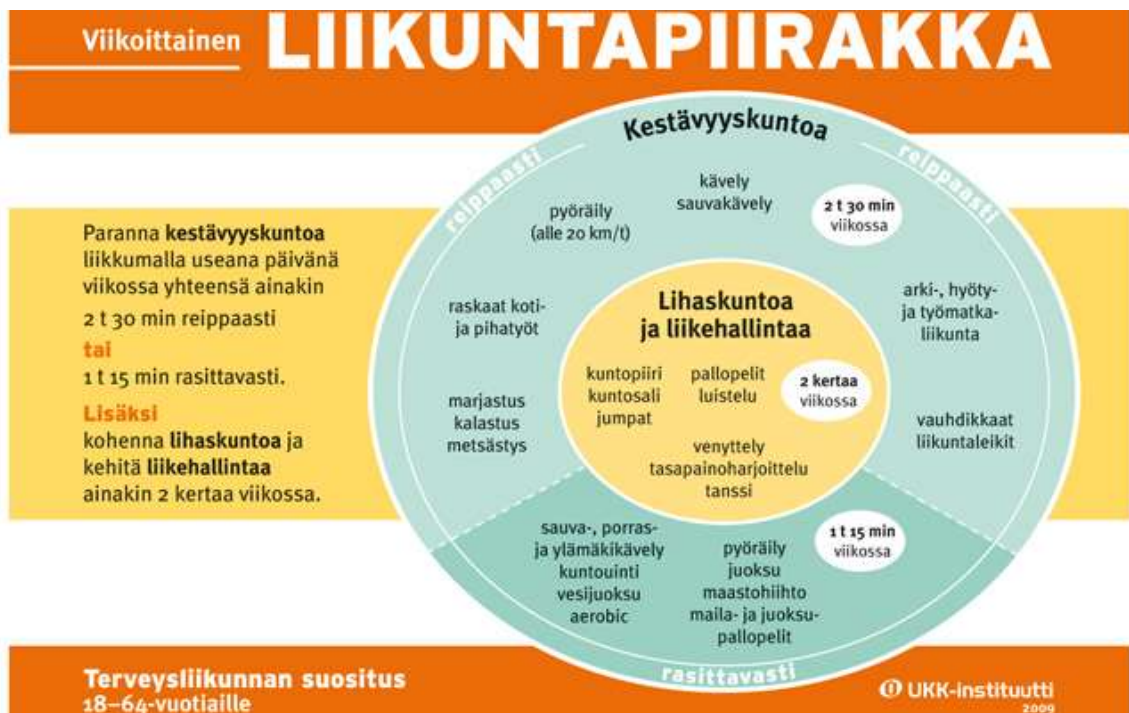 Viikoittainen LIIKUNTAPIIRAKKA
Paranna kestävyyskuntoa
liikkumalla useana päivänä
viikossa yhteensä ainakin
2 t 30 min reippaasti
tai
1 t 15 min rasittavasti.
Lisäksi
kohenna lihaskuntoa ja
kehitä liikehallintaa
ainakin 2 kertaa viikossa.
Kestävyyskuntoa
reippaasti
reippaasti
kävely
sauvakävely
2 t 30 min
viikossa
pyöräily
(alle 20 km/t)
raskaat koti-
ja pihatyöt
marjastus
kalastus
metsästys
arki-, hyöty-
ja työmatka-
liikunta
vauhdikkaat
liikuntaleikit
Lihaskuntoa
ja liikehallintaa
kuntopiiri
kuntosali
jumpat
pallopelit
luistelu
2 kertaa
viikossa
venyttely
tasapainoharjoittelu
tanssi
sauva-, porras-
ja ylämäkikävely
kuntouinti
vesijuoksu
aerobic
pyöräily
juoksu
maastohiihto
maila- ja juoksu-
pallopelit
1 t 15 min
viikossa
rasittavasti
Terveysliikunnan suositus
18–64-vuotiaille
UKK-instituutti
2009